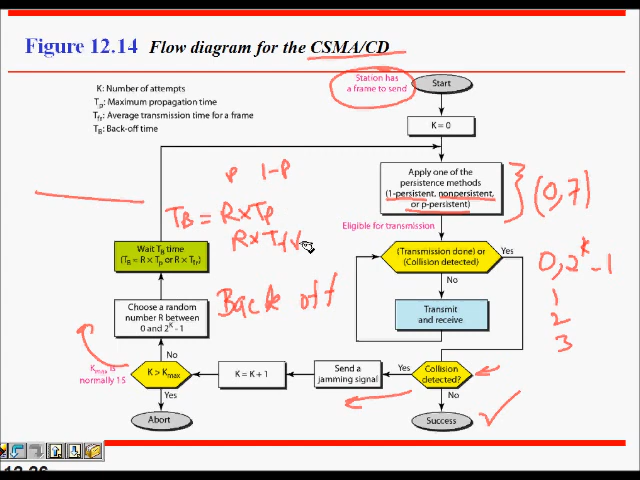 Figure 12.14 Flow diagram for the CSMA/CD
K: Number of attempts
Tp: Maximum propagation time
Tfr: Average transmission time for a frame
TB: Back-off time
Station has
a frame to send
Start
K = 0
Apply one of the
persistence methods
(1-persistent, nonpersistent,
or p-persistent)
(0,7)
Eligible for transmission
P 1-P
TB = R×Tp
R×Tfr
Wait TB time
(TB = R × Tp or R × Tfr)
(Transmission done) or
(Collision detected)
Yes
No
0, 2^k -1
1
2
3
Choose a random
number R between
0 and 2^K – 1
Back off
Transmit
and receive
No
Kmax is
normally 15
K > Kmax
K = K + 1
Send a
jamming signal
Yes
Collision
detected?
Yes
No
Abort
Success
12.26